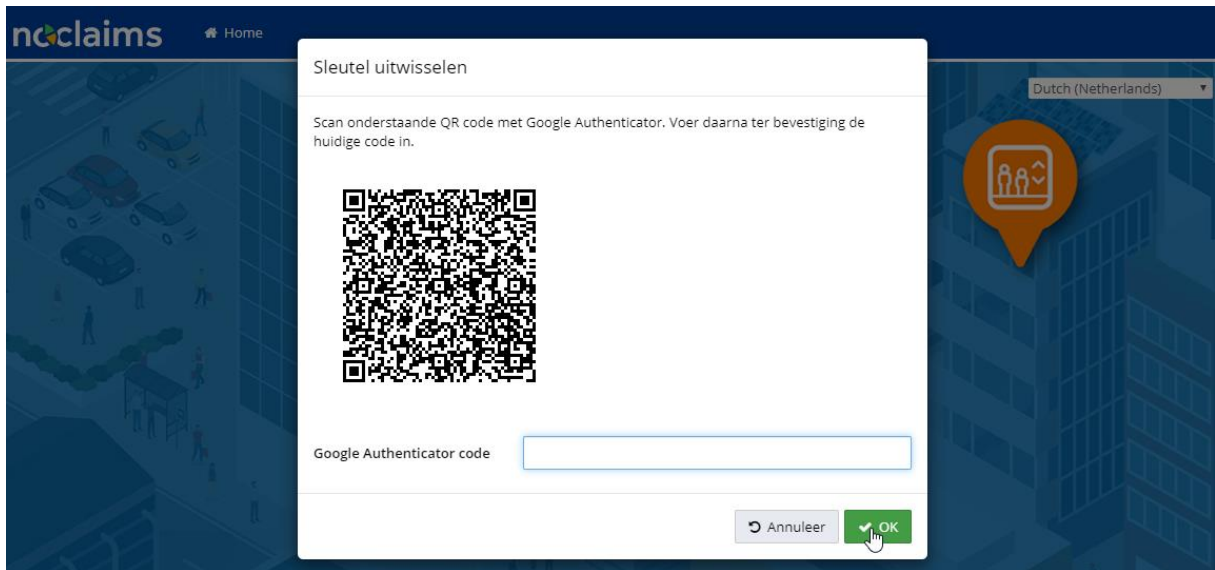 noclaims
Home
Dutch (Netherlands)
Sleutel uitwisselen
Scan onderstaande QR code met Google Authenticator. Voer daarna ter bevestiging de
huidige code in.
Google Authenticator code
Annuleer
OK